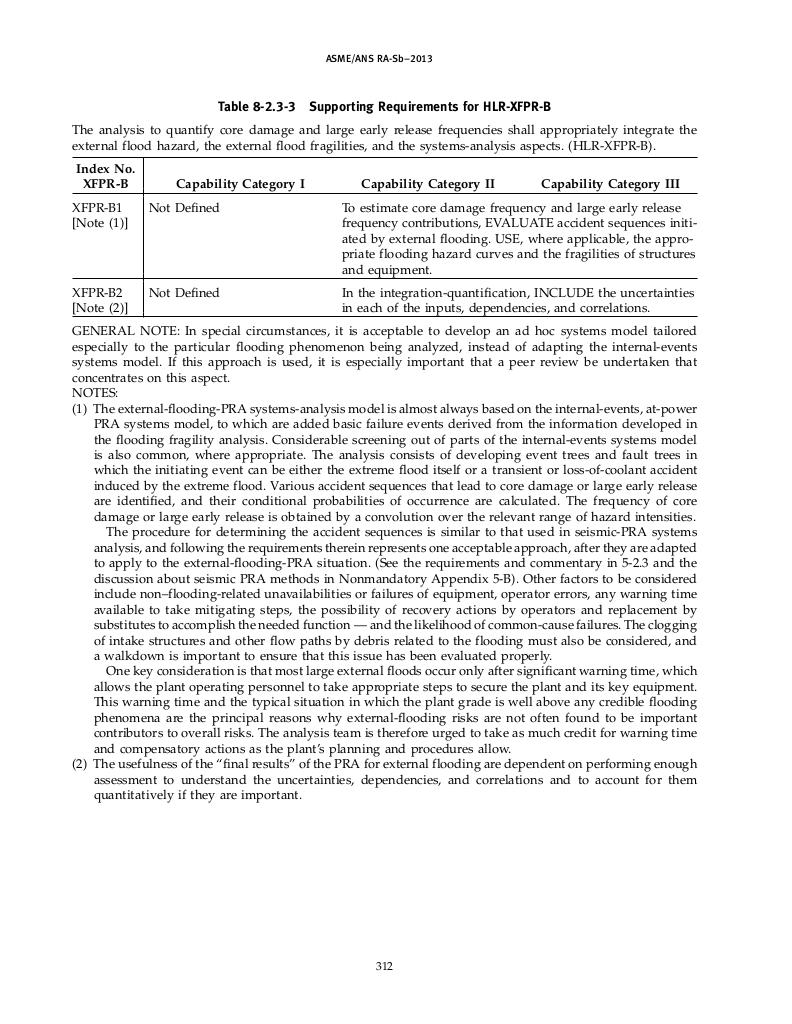 ASME/ANS RA-Sb–2013
Table 8-2.3-3 Supporting Requirements for HLR-XFPR-B
The analysis to quantify core damage and large early release frequencies shall appropriately integrate the
external flood hazard, the external flood fragilities, and the systems-analysis aspects. (HLR-XFPR-B).
Index No.
XFPR-B Capability Category I Capability Category II Capability Category III
XFPR-B1 Not Defined To estimate core damage frequency and large early release
[Note (1)] frequency contributions, EVALUATE accident sequences initi-
ated by external flooding. USE, where applicable, the appro-
priate flooding hazard curves and the fragilities of structures
and equipment.
XFPR-B2 Not Defined In the integration-quantification, INCLUDE the uncertainties
[Note (2)] in each of the inputs, dependencies, and correlations.
GENERAL NOTE: In special circumstances, it is acceptable to develop an ad hoc systems model tailored
especially to the particular flooding phenomenon being analyzed, instead of adapting the internal-events
systems model. If this approach is used, it is especially important that a peer review be undertaken that
concentrates on this aspect.
NOTES:
(1) The external-flooding-PRA systems-analysis model is almost always based on the internal-events, at-power
PRA systems model, to which are added basic failure events derived from the information developed in
the flooding fragility analysis. Considerable screening out of parts of the internal-events systems model
is also common, where appropriate. The analysis consists of developing event trees and fault trees in
which the initiating event can be either the extreme flood itself or a transient or loss-of-coolant accident
induced by the extreme flood. Various accident sequences that lead to core damage or large early release
are identified, and their conditional probabilities of occurrence are calculated. The frequency of core
damage or large early release is obtained by a convolution over the relevant range of hazard intensities.
The procedure for determining the accident sequences is similar to that used in seismic-PRA systems
analysis, and following the requirements therein represents one acceptable approach, after they are adapted
to apply to the external-flooding-PRA situation. (See the requirements and commentary in 5-2.3 and the
discussion about seismic PRA methods in Nonmandatory Appendix 5-B). Other factors to be considered
include non–flooding-related unavailabilities or failures of equipment, operator errors, any warning time
available to take mitigating steps, the possibility of recovery actions by operators and replacement by
substitutes to accomplish the needed function — and the likelihood of common-cause failures. The clogging
of intake structures and other flow paths by debris related to the flooding must also be considered, and
a walkdown is important to ensure that this issue has been evaluated properly.
One key consideration is that most large external floods occur only after significant warning time, which
allows the plant operating personnel to take appropriate steps to secure the plant and its key equipment.
This warning time and the typical situation in which the plant grade is well above any credible flooding
phenomena are the principal reasons why external-flooding risks are not often found to be important
contributors to overall risks. The analysis team is therefore urged to take as much credit for warning time
and compensatory actions as the plant's planning and procedures allow.
(2) The usefulness of the "final results" of the PRA for external flooding are dependent on performing enough
assessment to understand the uncertainties, dependencies, and correlations and to account for them
quantitatively if they are important.
312